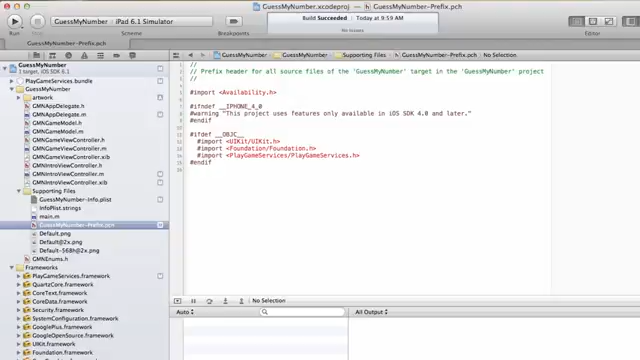 GuessMyNumber.xcodeproj — GuessMyNumber-Prefix.pch
GuessMyNumber
iPad 6.1 Simulator
Build Succeeded
Today at 9:59 AM
No Issues
Run
Stop
Editor
View
GuessMyNumber-Prefix.pch
GuessMyNumber
GuessMyNumber
Supporting Files
GuessMyNumber-Prefix.pch
No Selection
GuessMyNumber
1 target, iOS SDK 6.1
PlayGameServices.bundle
GuessMyNumber
artwork
GMNAppDelegate.h
GMNAppDelegate.m
GMNGameModel.h
GMNGameModel.m
GMNGameViewController.h
GMNGameViewController.m
GMNGameViewController.xib
GMNIntroViewController.h
GMNIntroViewController.m
GMNIntroViewController.xib
Supporting Files
GuessMyNumber-Info.plist
InfoPlist.strings
main.m
GuessMyNumber-Prefix.pch
Default.png
Default@2x.png
Default-568h@2x.png
GMNEnums.h
Frameworks
PlayGameServices.framework
QuartzCore.framework
CoreText.framework
CoreData.framework
Security.framework
SystemConfiguration.framework
GooglePlus.framework
GoogleOpenSource.framework
UIKit.framework
Foundation.framework
//
// Prefix header for all source files of the 'GuessMyNumber' target in the 'GuessMyNumber' project
//
#import <Availability.h>
#ifndef __IPHONE_4_0
#warning "This project uses features only available in iOS SDK 4.0 and later."
#endif
#ifdef __OBJC__
#import <UIKit/UIKit.h>
#import <Foundation/Foundation.h>
#import <PlayGameServices/PlayGameServices.h>
#endif
No Selection
Auto
All Output